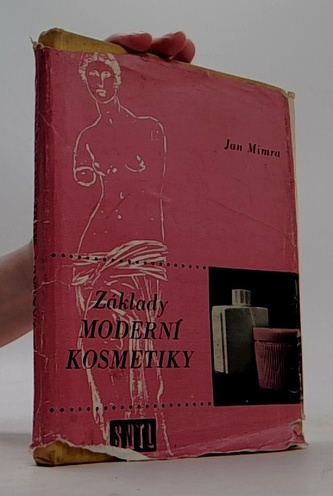 Jan Mimra
Základy
MODERNÍ
KOSMETIKY
SNTL